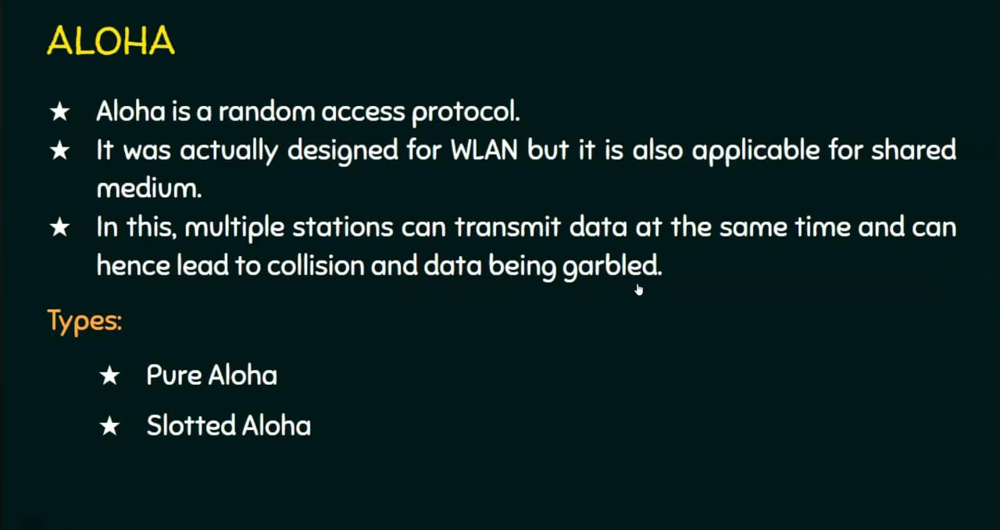 ALOHA
★ Aloha is a random access protocol.
★ It was actually designed for WLAN but it is also applicable for shared
medium.
★ In this, multiple stations can transmit data at the same time and can
hence lead to collision and data being garbled.
Types:
★ Pure Aloha
★ Slotted Aloha